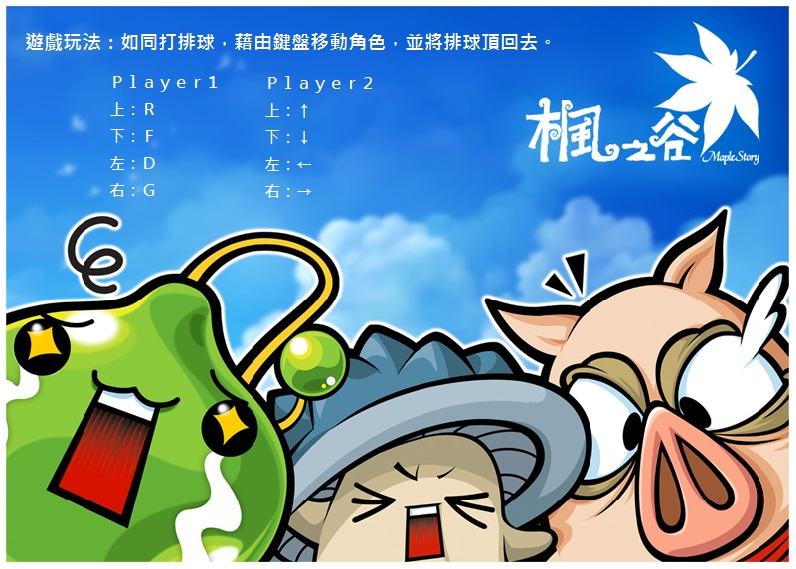 遊戲玩法：如同打排球，藉由鍵盤移動角色，並將排球頂回去。
Player1 Player2
上：R 上：↑
下：F 下：↓
左：D 左：←
右：G 右：→
楓之谷
MapleStory